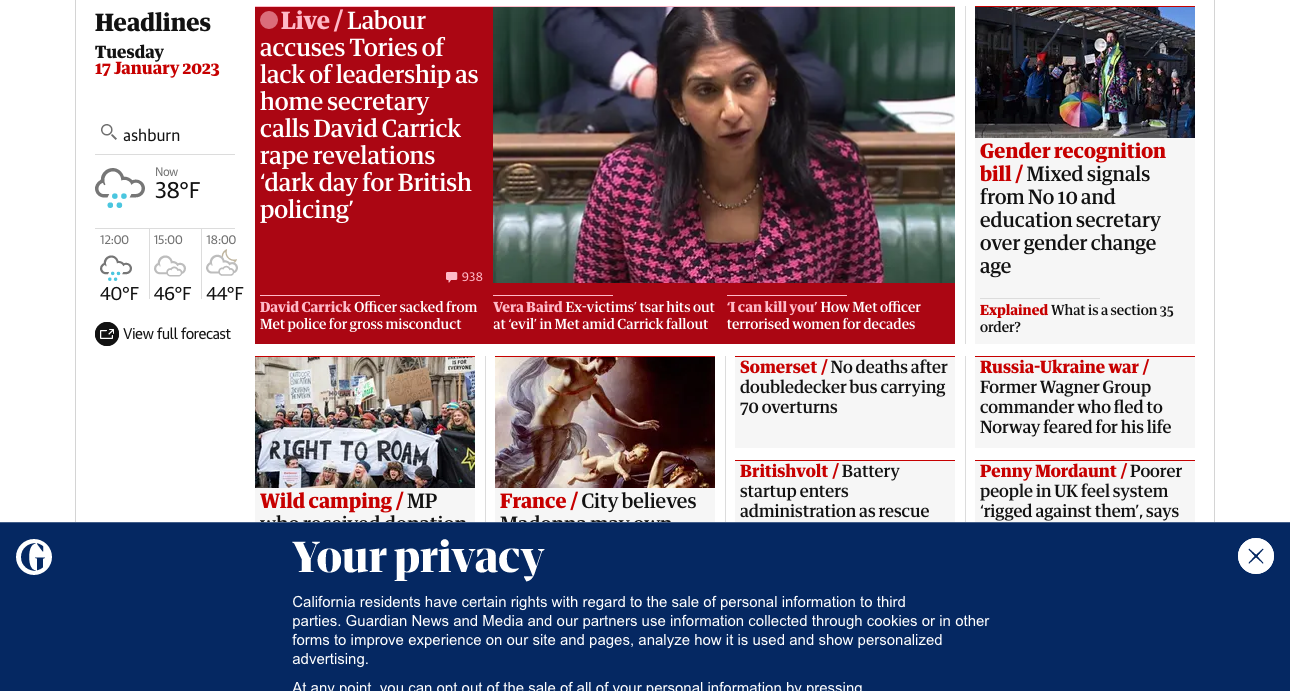 Headlines
Tuesday
17 January 2023
ashburn
Now
38°F
12:00
15:00
18:00
40°F
46°F
44°F
View full forecast
Live / Labour
accuses Tories of
lack of leadership as
home secretary
calls David Carrick
rape revelations
‘dark day for British
policing’
938
David Carrick Officer sacked from
Met police for gross misconduct
Vera Baird Ex-victims’ tsar hits out
at ‘evil’ in Met amid Carrick fallout
‘I can kill you’ How Met officer
terrorised women for decades
Gender recognition
bill / Mixed signals
from No 10 and
education secretary
over gender change
age
Explained What is a section 35
order?
IS FOR
EVERYONE
RIGHT TO ROAM
Wild camping / MP
who received donation
France / City believes
Madonna may own
Somerset / No deaths after
doubledecker bus carrying
70 overturns
Britishvolt / Battery
startup enters
administration as rescue
Russia-Ukraine war /
Former Wagner Group
commander who fled to
Norway feared for his life
Penny Mordaunt / Poorer
people in UK feel system
‘rigged against them’, says
Your privacy
California residents have certain rights with regard to the sale of personal information to third
parties. Guardian News and Media and our partners use information collected through cookies or in other
forms to improve experience on our site and pages, analyze how it is used and show personalized
advertising.
At any point, you can opt out of the sale of all of your personal information by pressing